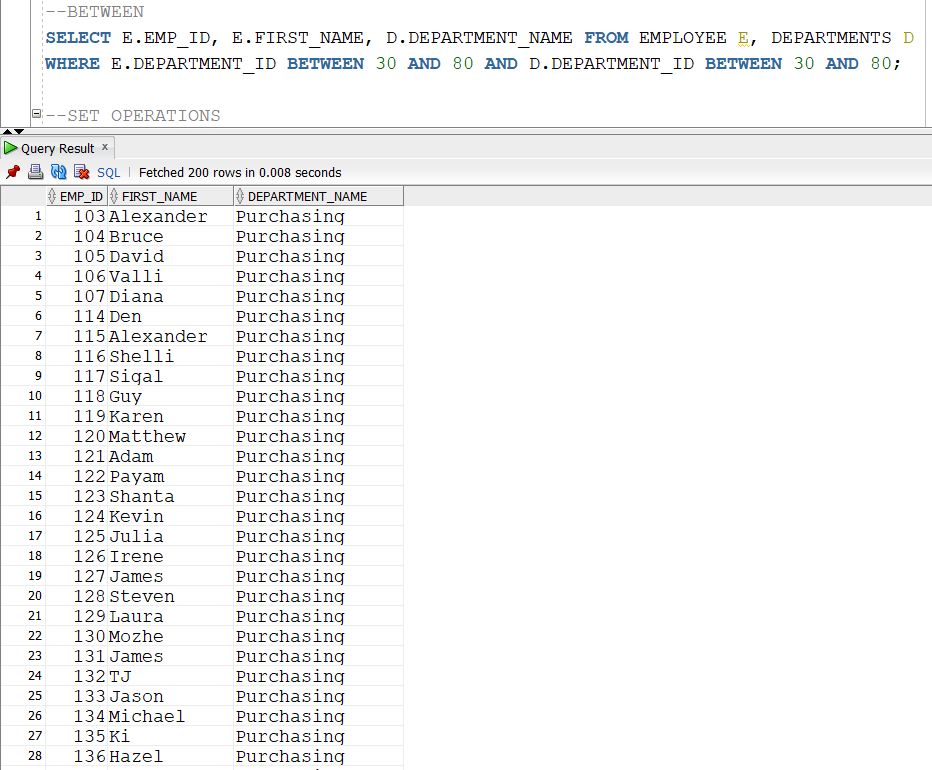 --BETWEEN
SELECT E.EMP_ID, E.FIRST_NAME, D.DEPARTMENT_NAME FROM EMPLOYEE E, DEPARTMENTS D
WHERE E.DEPARTMENT_ID BETWEEN 30 AND 80 AND D.DEPARTMENT_ID BETWEEN 30 AND 80;
--SET OPERATIONS
Query Result x
SQL | Fetched 200 rows in 0.008 seconds
EMP_ID FIRST_NAME DEPARTMENT_NAME
1 103 Alexander Purchasing
2 104 Bruce Purchasing
3 105 David Purchasing
4 106 Valli Purchasing
5 107 Diana Purchasing
6 114 Den Purchasing
7 115 Alexander Purchasing
8 116 Shelli Purchasing
9 117 Sigal Purchasing
10 118 Guy Purchasing
11 119 Karen Purchasing
12 120 Matthew Purchasing
13 121 Adam Purchasing
14 122 Payam Purchasing
15 123 Shanta Purchasing
16 124 Kevin Purchasing
17 125 Julia Purchasing
18 126 Irene Purchasing
19 127 James Purchasing
20 128 Steven Purchasing
21 129 Laura Purchasing
22 130 Mozhe Purchasing
23 131 James Purchasing
24 132 TJ Purchasing
25 133 Jason Purchasing
26 134 Michael Purchasing
27 135 Ki Purchasing
28 136 Hazel Purchasing